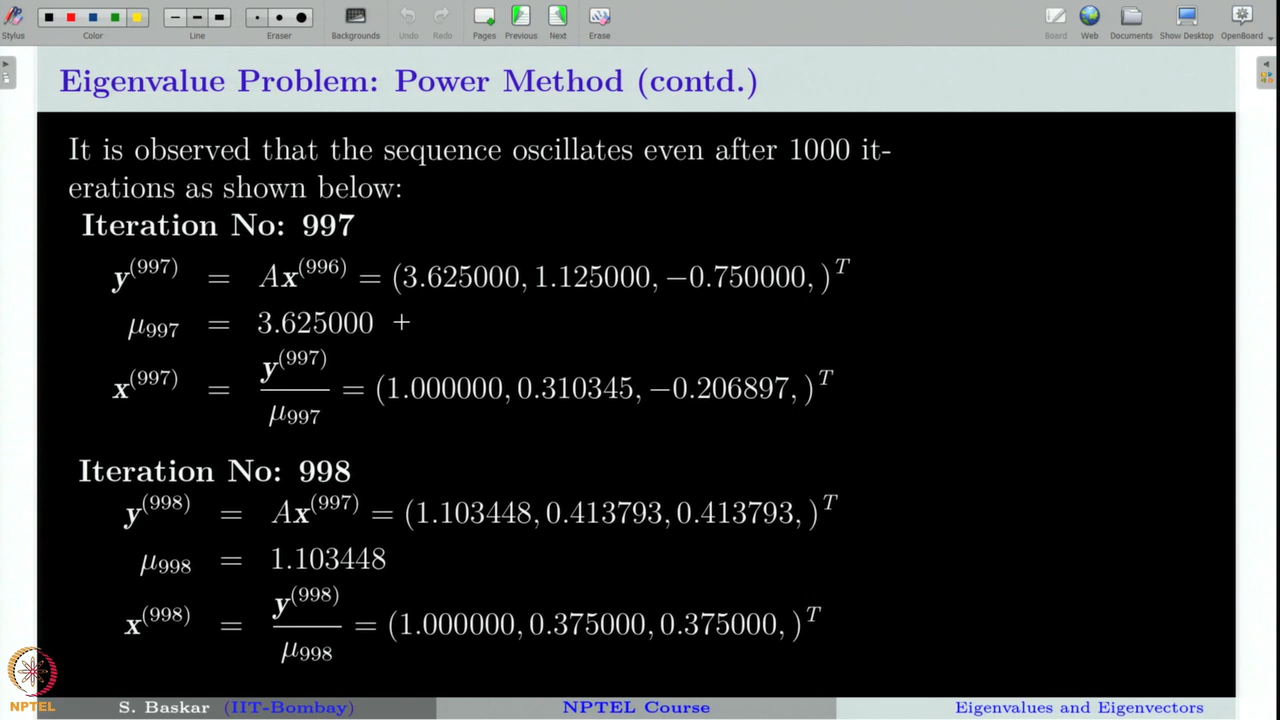 Stylus Color Line Eraser Backgrounds Undo Redo Pages Previous Next Erase Board Web Documents Show Desktop OpenBoard
Eigenvalue Problem: Power Method (contd.)
It is observed that the sequence oscillates even after 1000 it-
erations as shown below:
Iteration No: 997
y^(997) = Ax^(996) = (3.625000, 1.125000, −0.750000, )^T
μ_997 = 3.625000 +
x^(997) = y^(997)/μ_997 = (1.000000, 0.310345, −0.206897, )^T
Iteration No: 998
y^(998) = Ax^(997) = (1.103448, 0.413793, 0.413793, )^T
μ_998 = 1.103448
x^(998) = y^(998)/μ_998 = (1.000000, 0.375000, 0.375000, )^T
NPTEL
S. Baskar (IIT-Bombay) NPTEL Course Eigenvalues and Eigenvectors